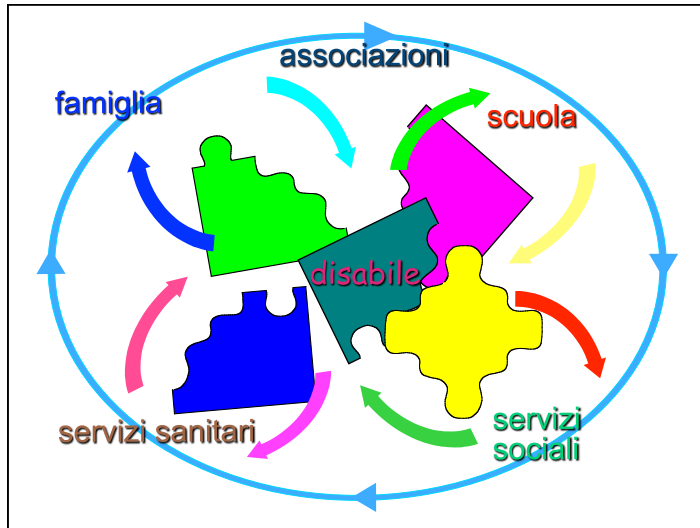 associazioni
famiglia
scuola
disabile
servizi sanitari
servizi
sociali